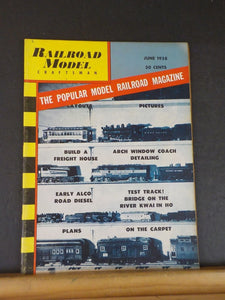 RAILROAD
MODEL
CRAFTSMAN
JUNE 1958
50 CENTS
THE POPULAR MODEL RAILROAD MAGAZINE
LAYOUTS
PICTURES
BUILD A
FREIGHT HOUSE
ARCH WINDOW COACH
DETAILING
EARLY ALCO
ROAD DIESEL
TEST TRACK!
BRIDGE ON THE
RIVER KWAI IN HO
PLANS
ON THE CARPET